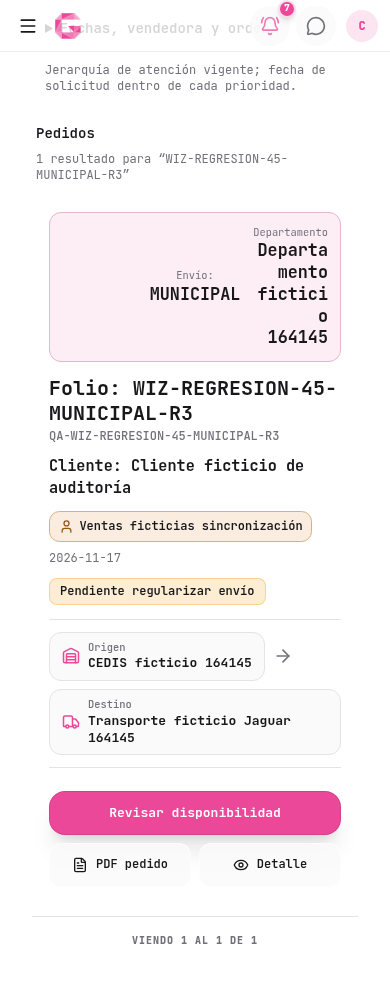 ▶ Fechas, vendedora y ord
7
C
Jerarquía de atención vigente; fecha de
solicitud dentro de cada prioridad.
Pedidos
1 resultado para “WIZ-REGRESION-45-
MUNICIPAL-R3”
Envío:
MUNICIPAL
Departamento
Departa
mento
fictici
o
164145
Folio: WIZ-REGRESION-45-
MUNICIPAL-R3
QA-WIZ-REGRESION-45-MUNICIPAL-R3
Cliente: Cliente ficticio de
auditoría
Ventas ficticias sincronización
2026-11-17
Pendiente regularizar envío
Origen
CEDIS ficticio 164145
Destino
Transporte ficticio Jaguar
164145
Revisar disponibilidad
PDF pedido
Detalle
VIENDO 1 AL 1 DE 1